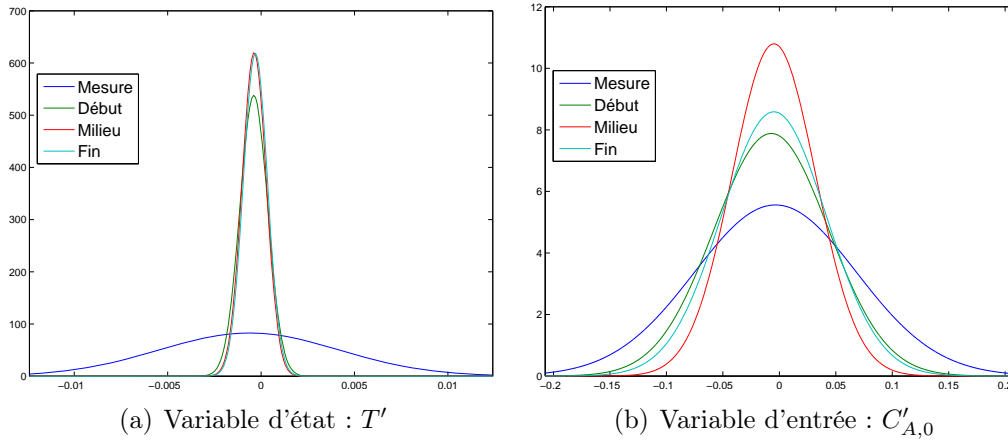 700
600
500
400
300
200
100
0
Mesure
Début
Milieu
Fin
−0.01
−0.005
0
0.005
0.01
(a) Variable d'état : T′
12
10
8
6
4
2
0
Mesure
Début
Milieu
Fin
−0.2
−0.15
−0.1
−0.05
0
0.05
0.1
0.15
0.2
(b) Variable d'entrée : C′A,0